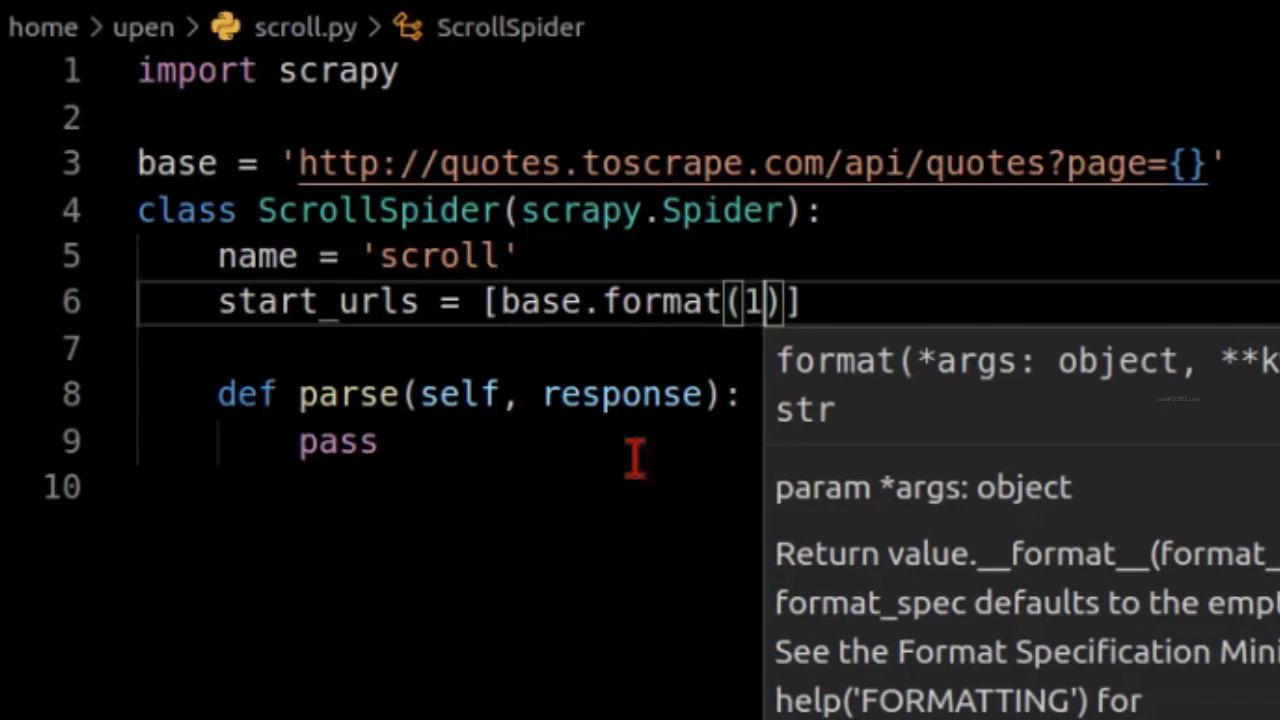 home > upen > scroll.py > ScrollSpider
1 import scrapy
2
3 base = 'http://quotes.toscrape.com/api/quotes?page={}'
4 class ScrollSpider(scrapy.Spider):
5     name = 'scroll'
6     start_urls = [base.format(1)]
7
8     def parse(self, response):
9         pass
10
format(*args: object, **k
str
param *args: object
Return value.__format__(format_
format_spec defaults to the empt
See the Format Specification Mini
help('FORMATTING') for